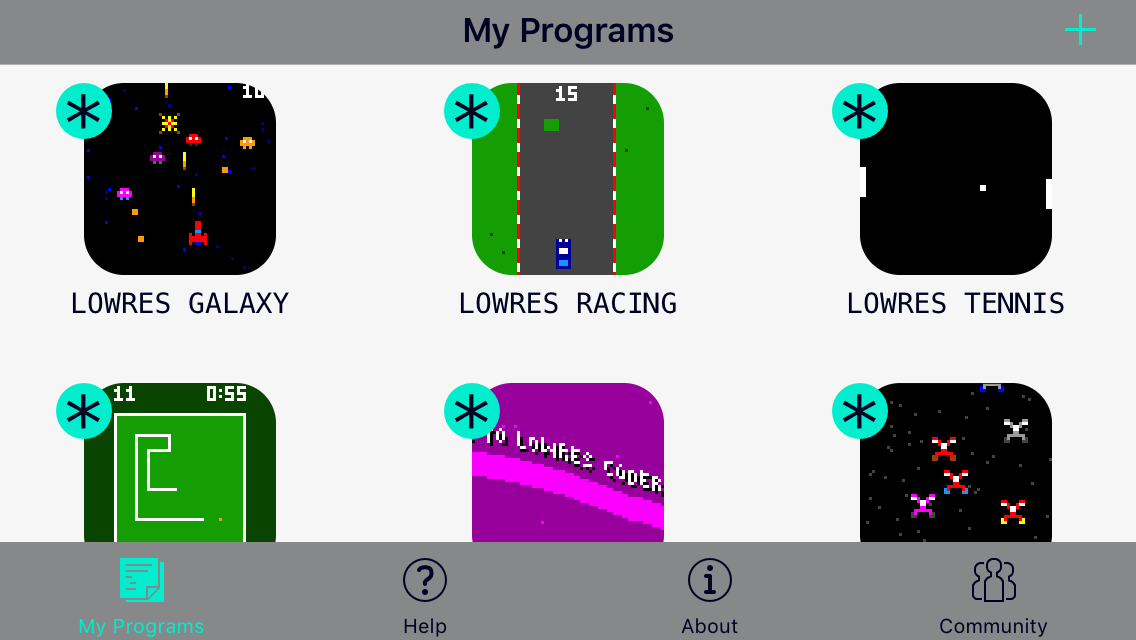 My Programs
15
LOWRES GALAXY
LOWRES RACING
LOWRES TENNIS
11 0:55
TO LOWRES CODER
My Programs
Help
About
Community